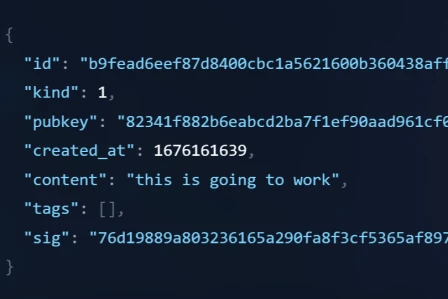 {
"id": "b9fead6eef87d8400cbc1a5621600b360438aff
"kind": 1,
"pubkey": "82341f882b6eabcd2ba7f1ef90aad961cf0
"created_at": 1676161639,
"content": "this is going to work",
"tags": [],
"sig": "76d19889a803236165a290fa8f3cf5365af897
}